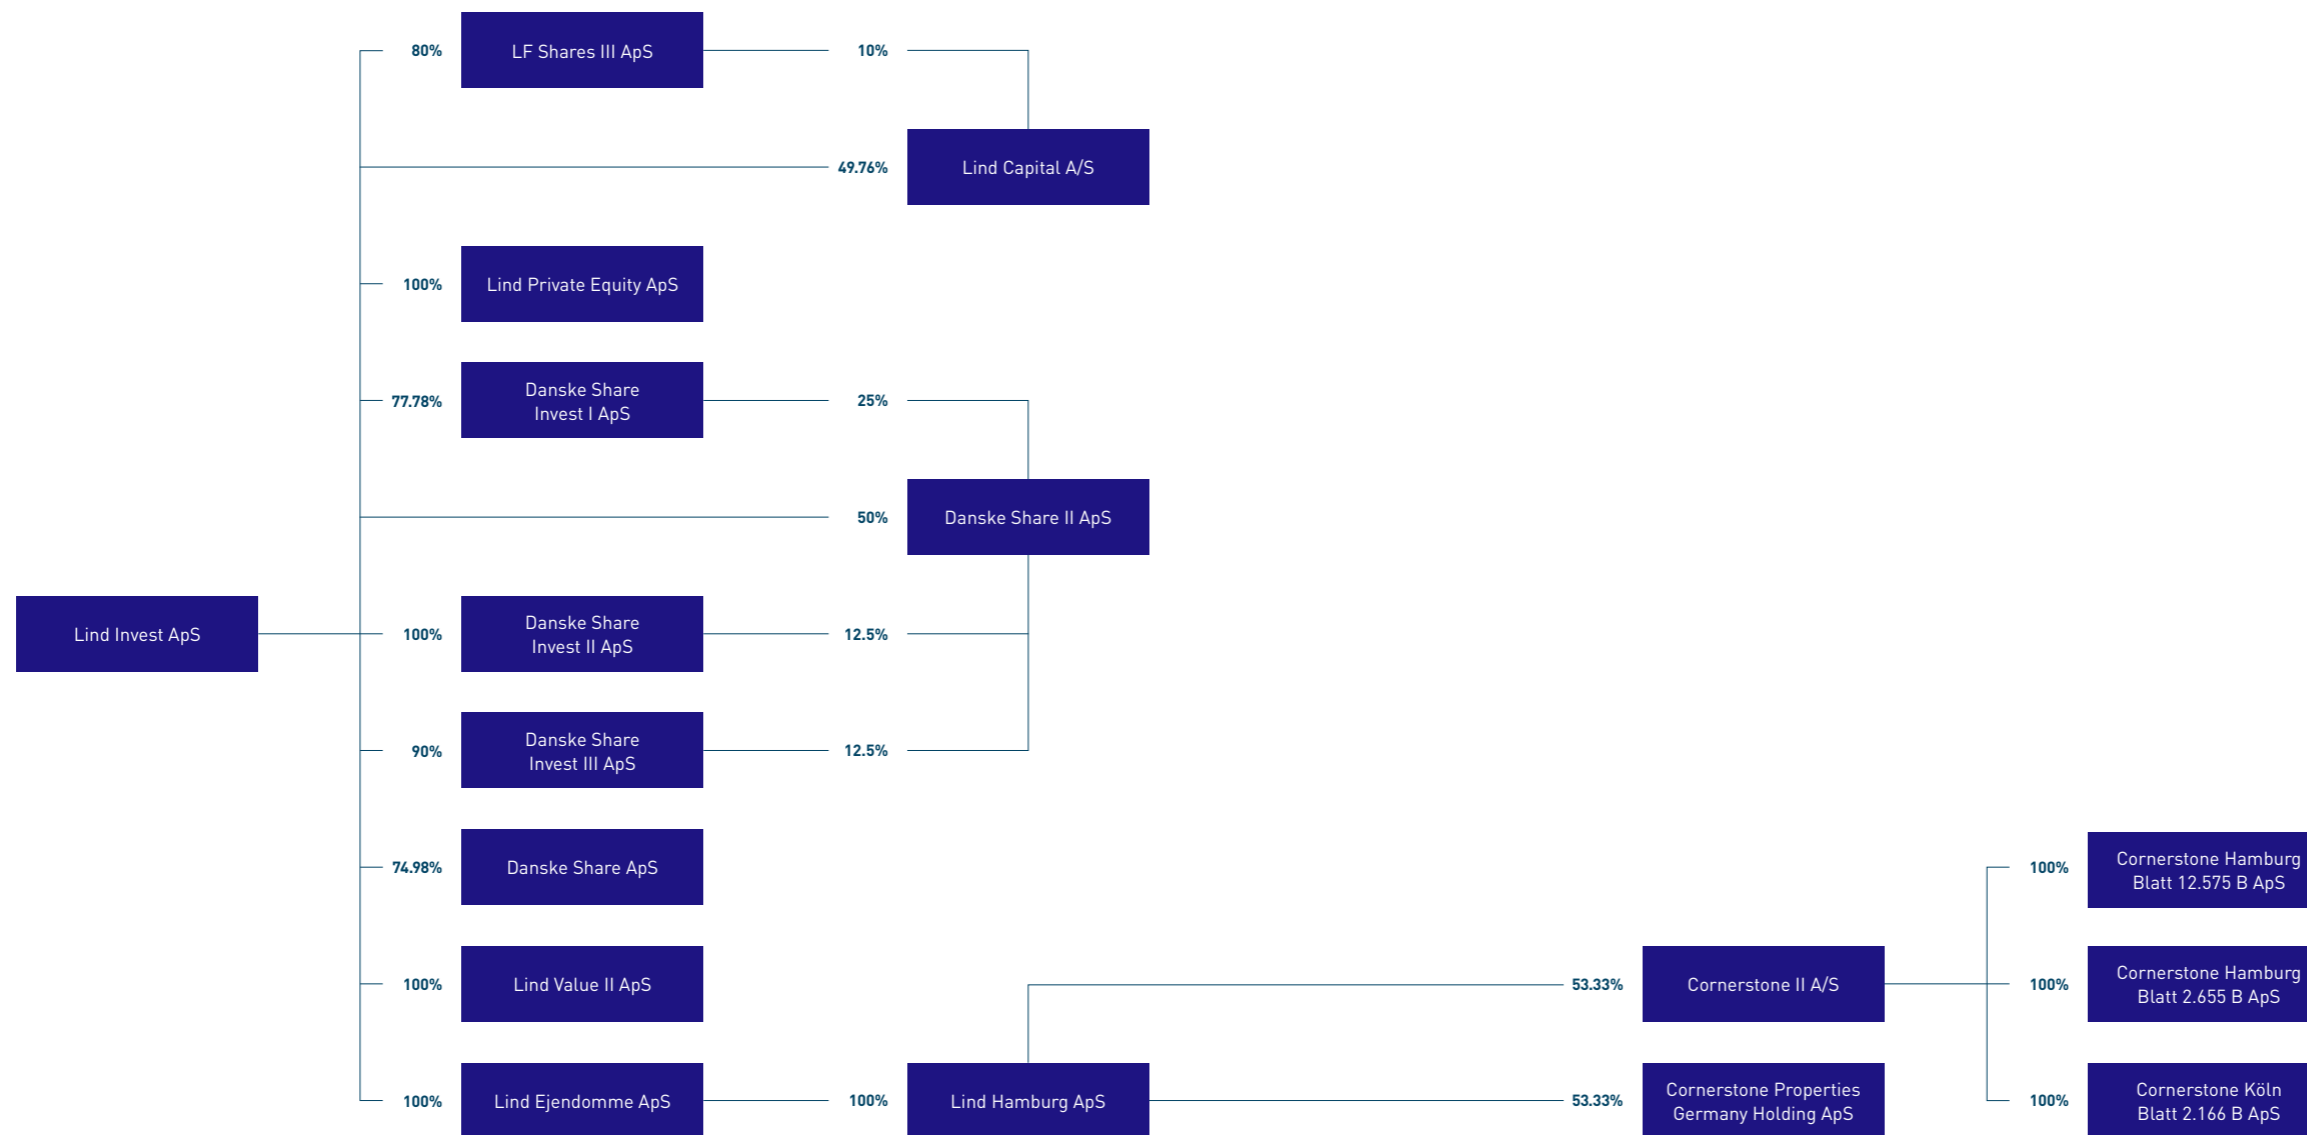 80%
LF Shares III ApS
10%
49.76%
Lind Capital A/S
100%
Lind Private Equity ApS
77.78%
Danske Share
Invest I ApS
25%
50%
Danske Share II ApS
Lind Invest ApS
100%
Danske Share
Invest II ApS
12.5%
90%
Danske Share
Invest III ApS
12.5%
74.98%
Danske Share ApS
100%
Cornerstone Hamburg
Blatt 12.575 B ApS
100%
Lind Value II ApS
53.33%
Cornerstone II A/S
100%
Cornerstone Hamburg
Blatt 2.655 B ApS
100%
Lind Ejendomme ApS
100%
Lind Hamburg ApS
53.33%
Cornerstone Properties
Germany Holding ApS
100%
Cornerstone Köln
Blatt 2.166 B ApS